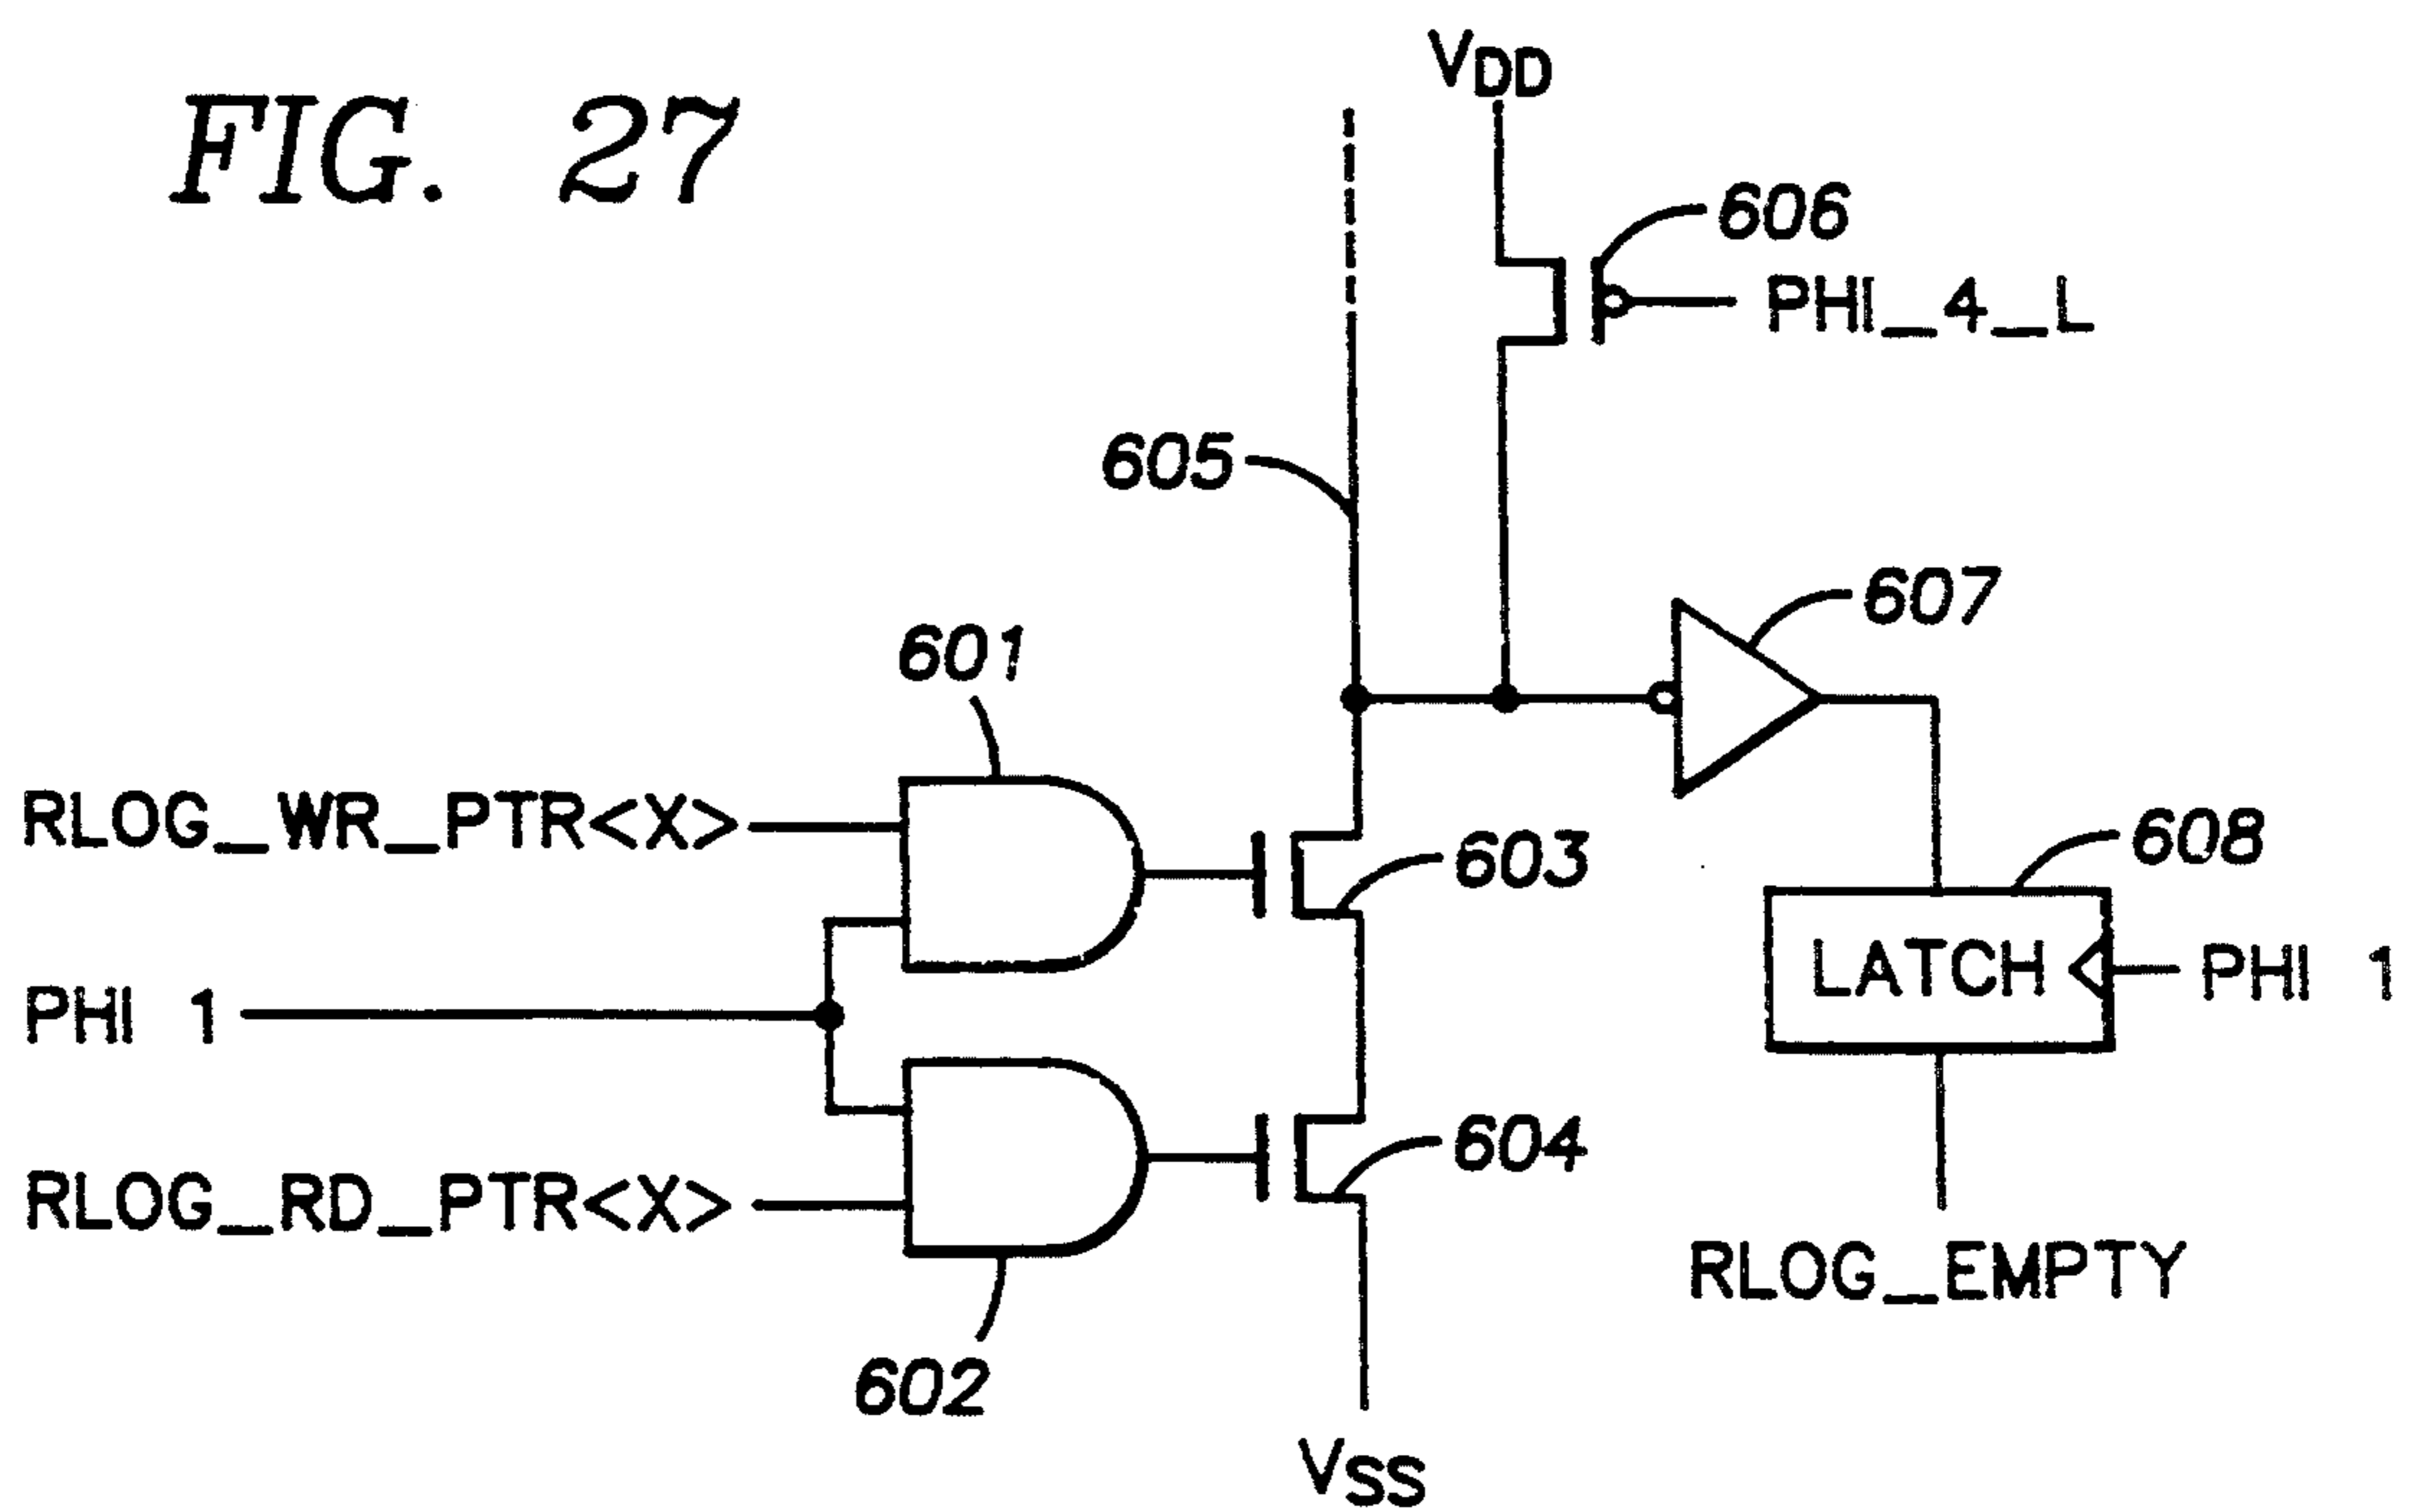 FIG. 27
VDD
606
PHI_4_L
605
607
601
RLOG_WR_PTR<X>
603
608
LATCH
PHI 1
PHI 1
604
RLOG_RD_PTR<X>
RLOG_EMPTY
602
VSS